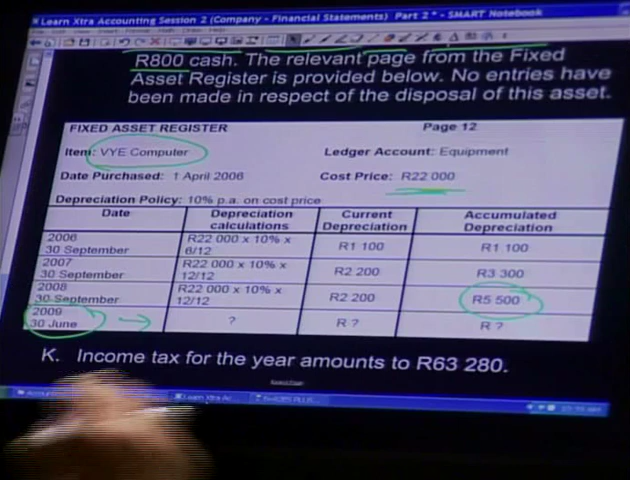 Learn Xtra Accounting Session 2 (Company - Financial Statements) Part 2 * - SMART Notebook
R800 cash. The relevant page from the Fixed
Asset Register is provided below. No entries have
been made in respect of the disposal of this asset.
FIXED ASSET REGISTER Page 12
Item: VYE Computer Ledger Account: Equipment
Date Purchased: 1 April 2006 Cost Price: R22 000
Depreciation Policy: 10% p.a. on cost price
Date Depreciation calculations Current Depreciation Accumulated Depreciation
2006 30 September R22 000 x 10% x 6/12 R1 100 R1 100
2007 30 September R22 000 x 10% x 12/12 R2 200 R3 300
2008 30 September R22 000 x 10% x 12/12 R2 200 R5 500
2009 30 June ? R ? R ?
K. Income tax for the year amounts to R63 280.